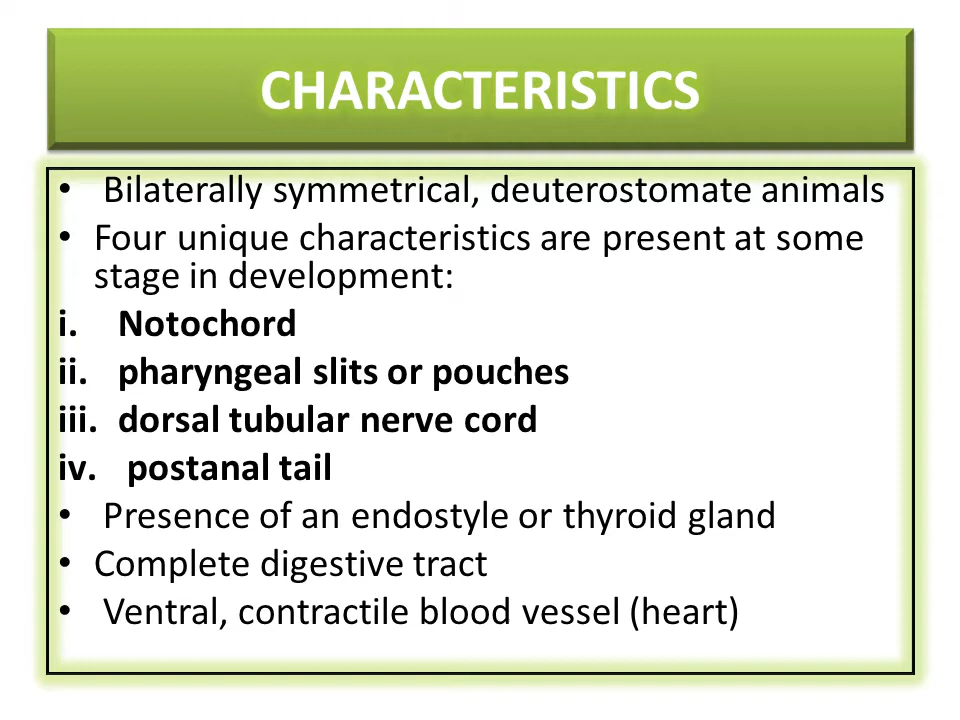 CHARACTERISTICS
• Bilaterally symmetrical, deuterostomate animals
• Four unique characteristics are present at some
stage in development:
i. Notochord
ii. pharyngeal slits or pouches
iii. dorsal tubular nerve cord
iv. postanal tail
• Presence of an endostyle or thyroid gland
• Complete digestive tract
• Ventral, contractile blood vessel (heart)